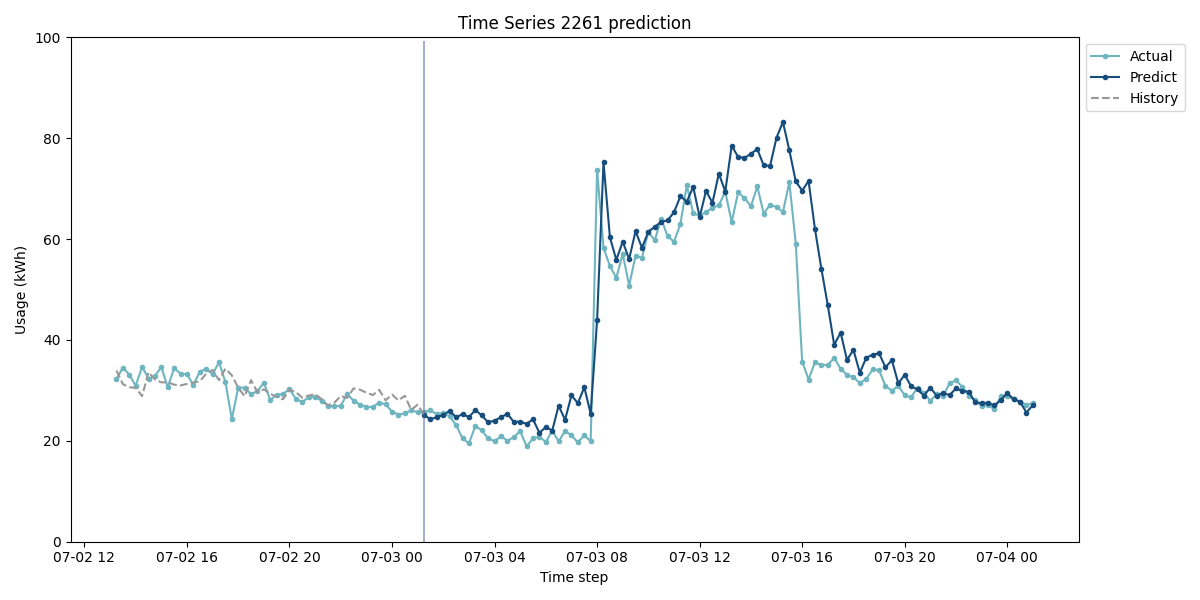 Time Series 2261 prediction
100
80
60
40
20
0
Usage (kWh)
07-02 12
07-02 16
07-02 20
07-03 00
07-03 04
07-03 08
07-03 12
07-03 16
07-03 20
07-04 00
Time step
Actual
Predict
History